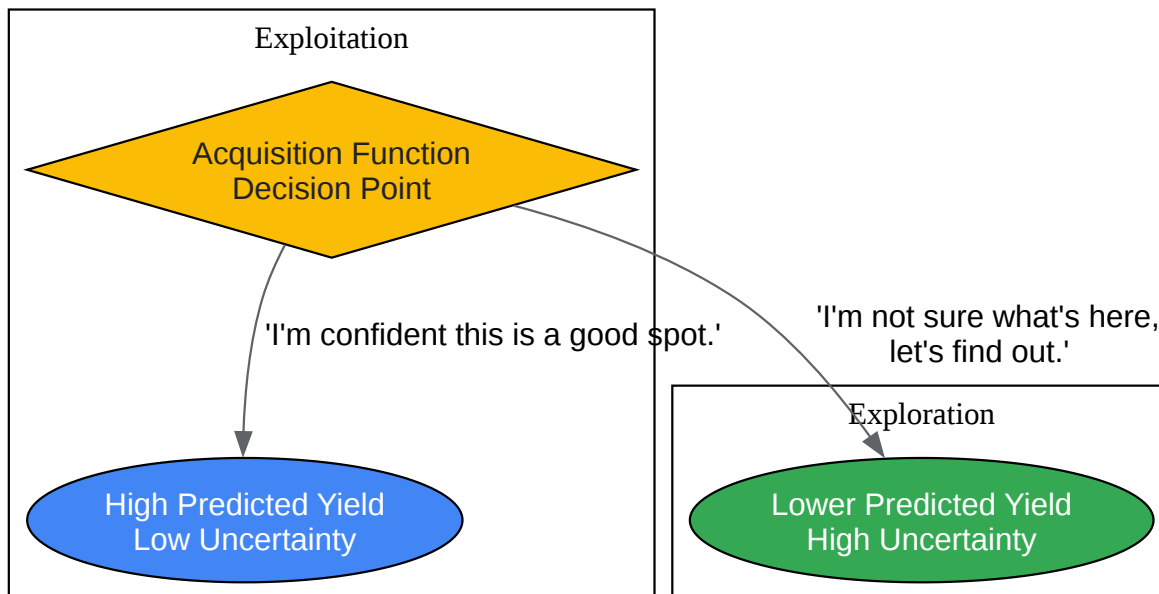 Exploitation
Acquisition Function
Decision Point
'I'm confident this is a good spot.'
'I'm not sure what's here,
let's find out.'
Exploration
High Predicted Yield
Low Uncertainty
Lower Predicted Yield
High Uncertainty